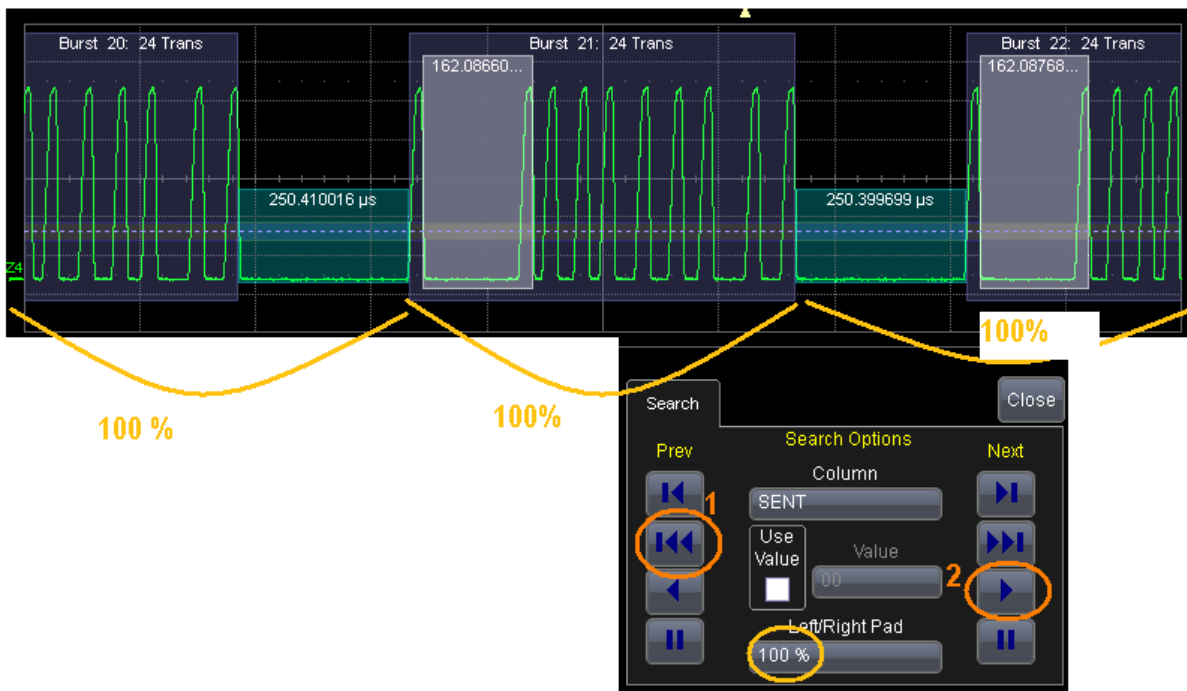 Burst 20: 24 Trans
Burst 21: 24 Trans
Burst 22: 24 Trans
162.08660...
162.08768...
250.410016 µs
250.399699 µs
Z4
100%
100 %
100%
Close
Search
Search Options
Prev
Next
Column
SENT
1
Use
Value
Value
00
2
Left/Right Pad
100 %